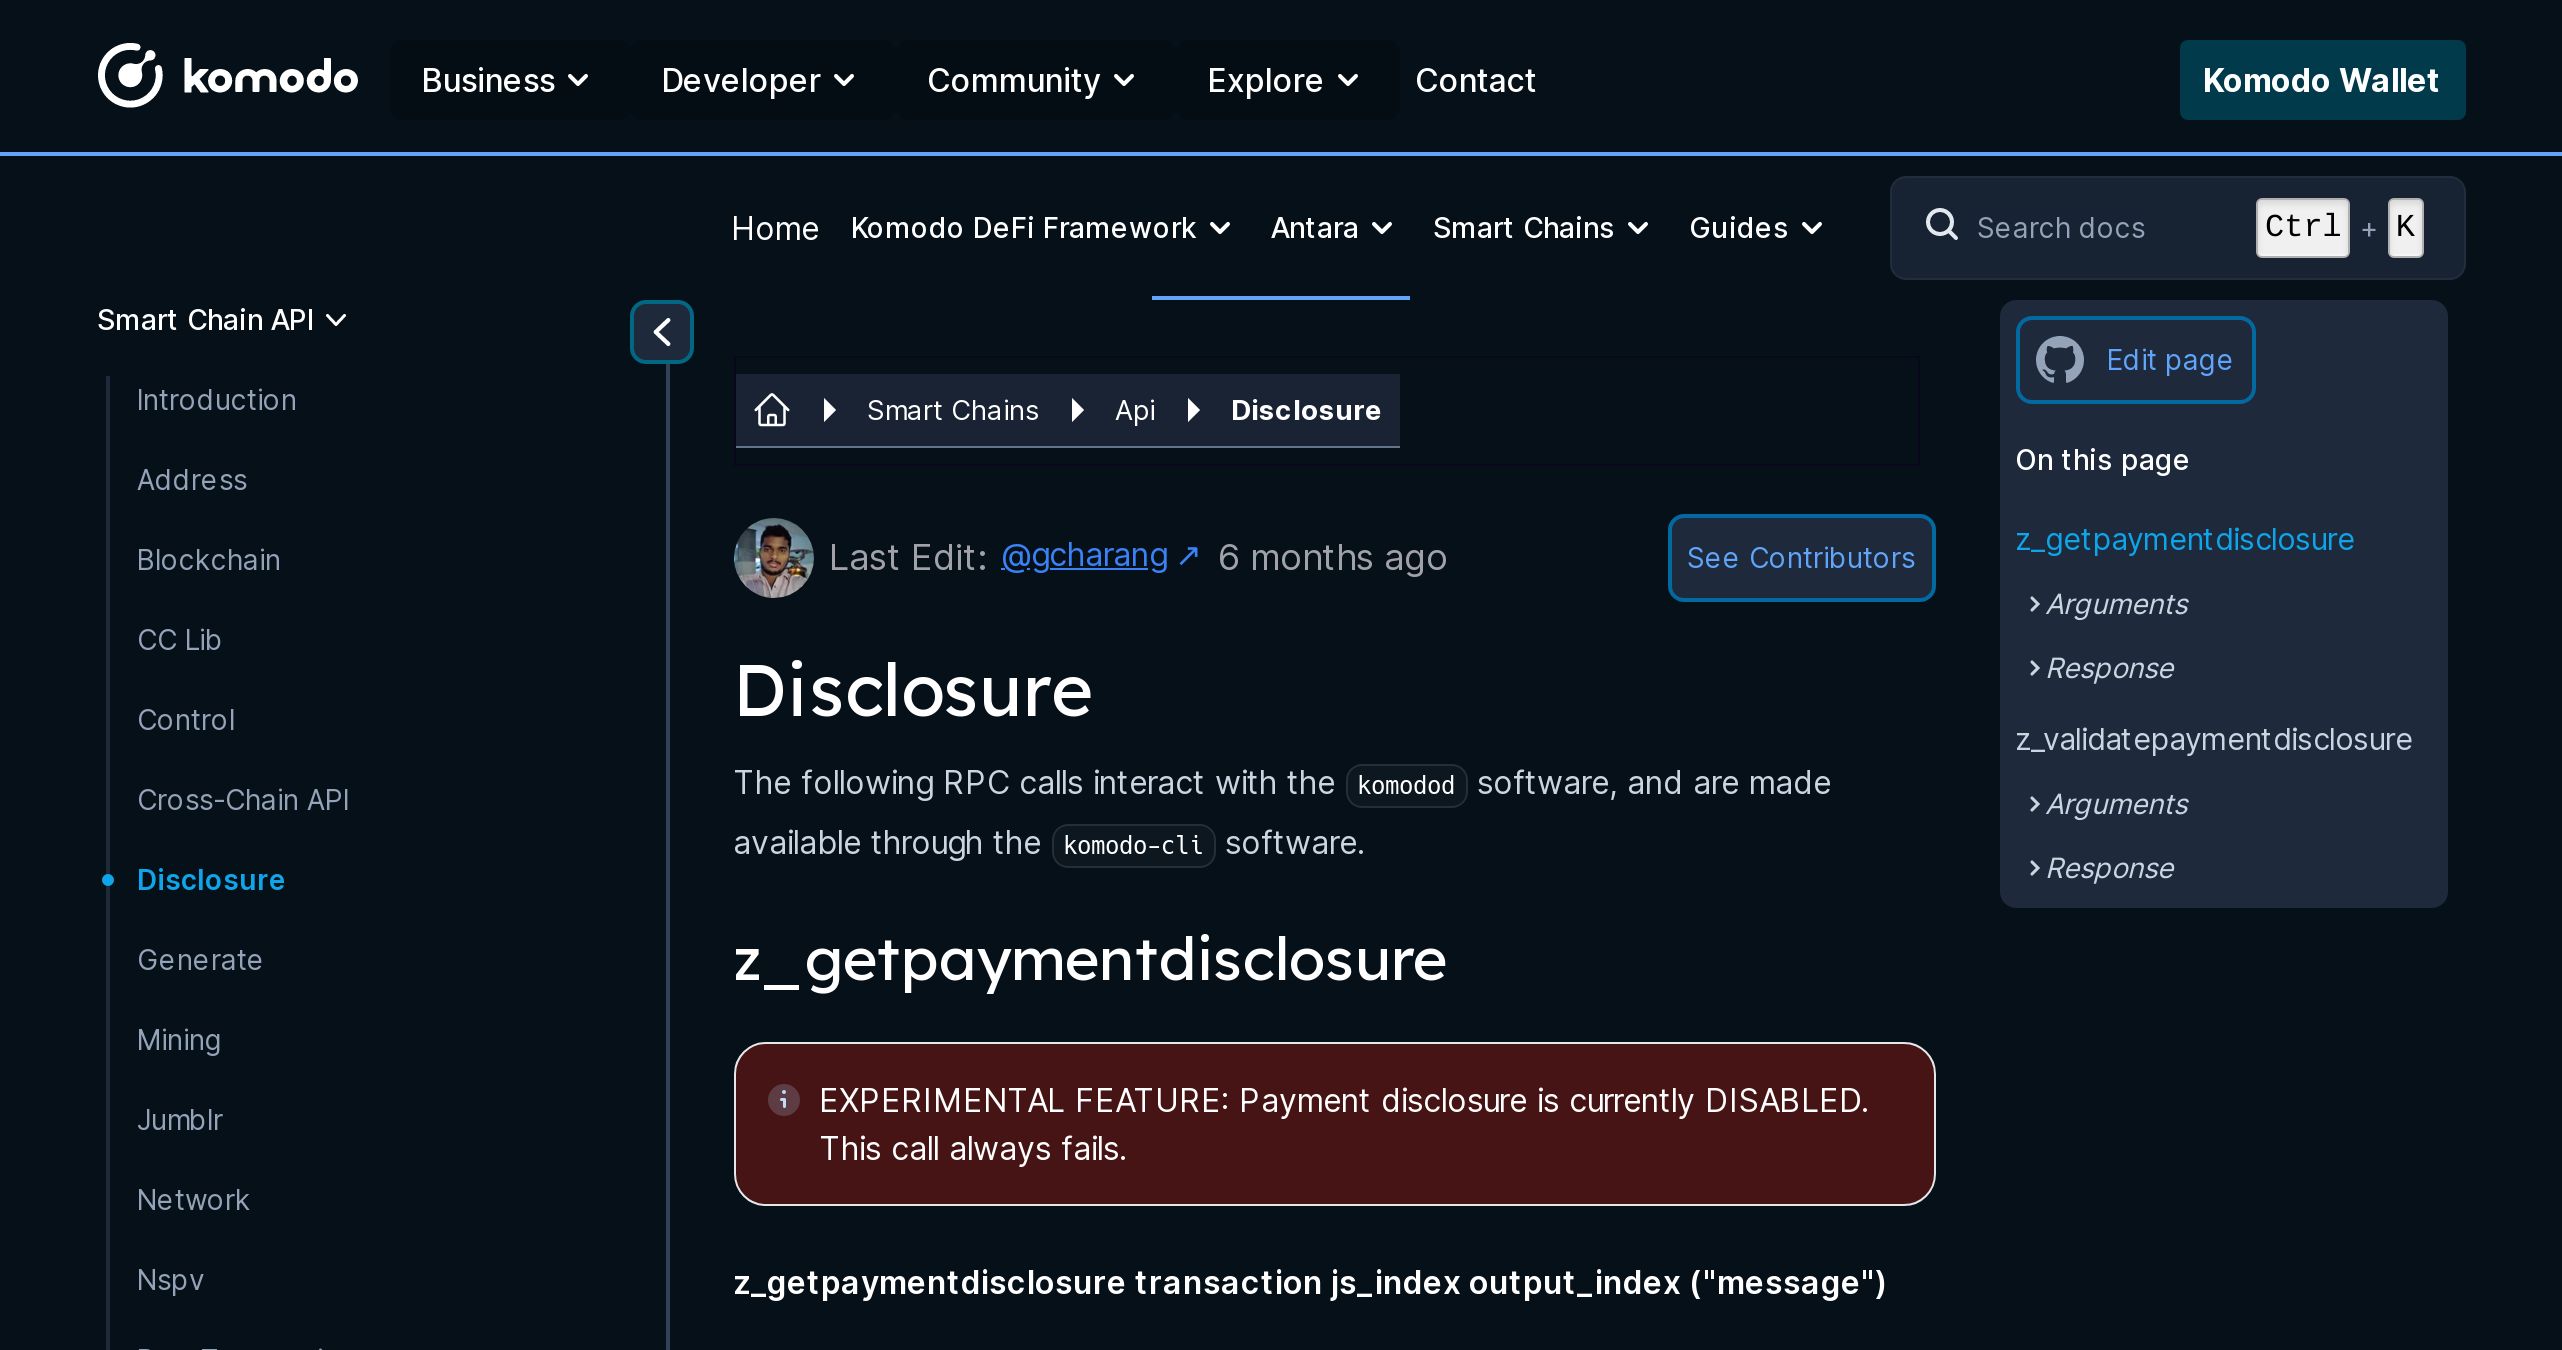 komodo Business Developer Community Explore Contact Komodo Wallet
Home Komodo DeFi Framework Antara Smart Chains Guides Search docs Ctrl + K
Smart Chain API
Introduction
Address
Blockchain
CC Lib
Control
Cross-Chain API
Disclosure
Generate
Mining
Jumblr
Network
Nspv
Smart Chains Api Disclosure
Last Edit: @gcharang ↗ 6 months ago See Contributors
Disclosure
The following RPC calls interact with the komodod software, and are made
available through the komodo-cli software.
z_getpaymentdisclosure
EXPERIMENTAL FEATURE: Payment disclosure is currently DISABLED.
This call always fails.
z_getpaymentdisclosure transaction js_index output_index ("message")
Edit page
On this page
z_getpaymentdisclosure
Arguments
Response
z_validatepaymentdisclosure
Arguments
Response